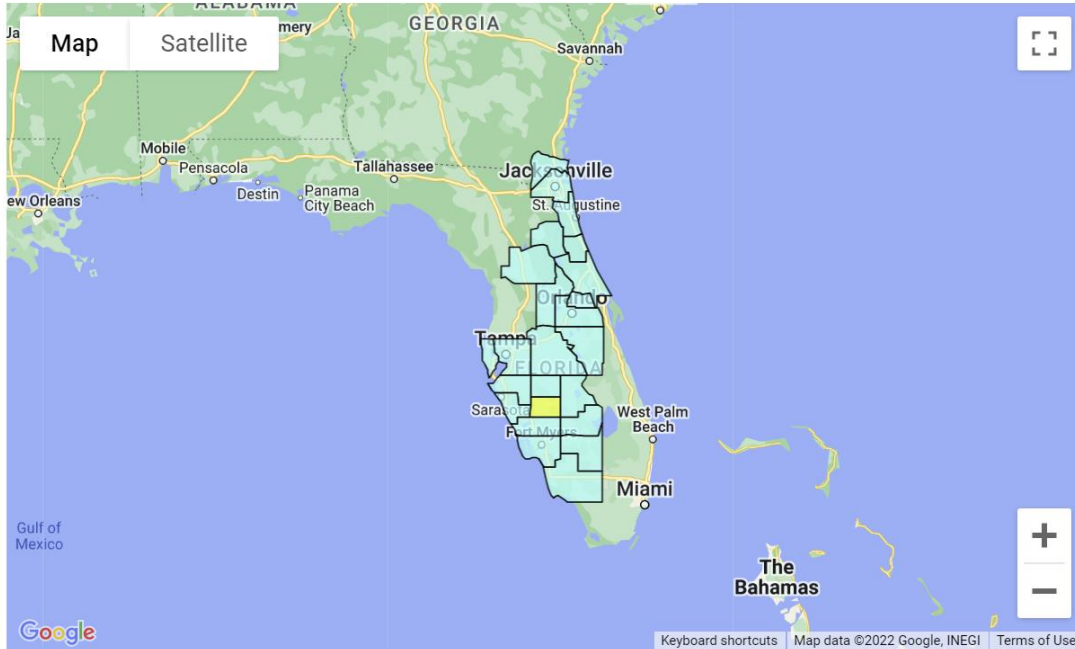 ALABAMA
mery
GEORGIA
Map
Satellite
Savannah
Mobile
Pensacola
Tallahassee
Jacksonville
Destin
Panama
City Beach
ew Orleans
St. Augustine
Orlando
Tampa
FLORIDA
Sarasota
West Palm
Beach
Fort Myers
Miami
Gulf of
Mexico
The
Bahamas
Google
Keyboard shortcuts
Map data ©2022 Google, INEGI
Terms of Use